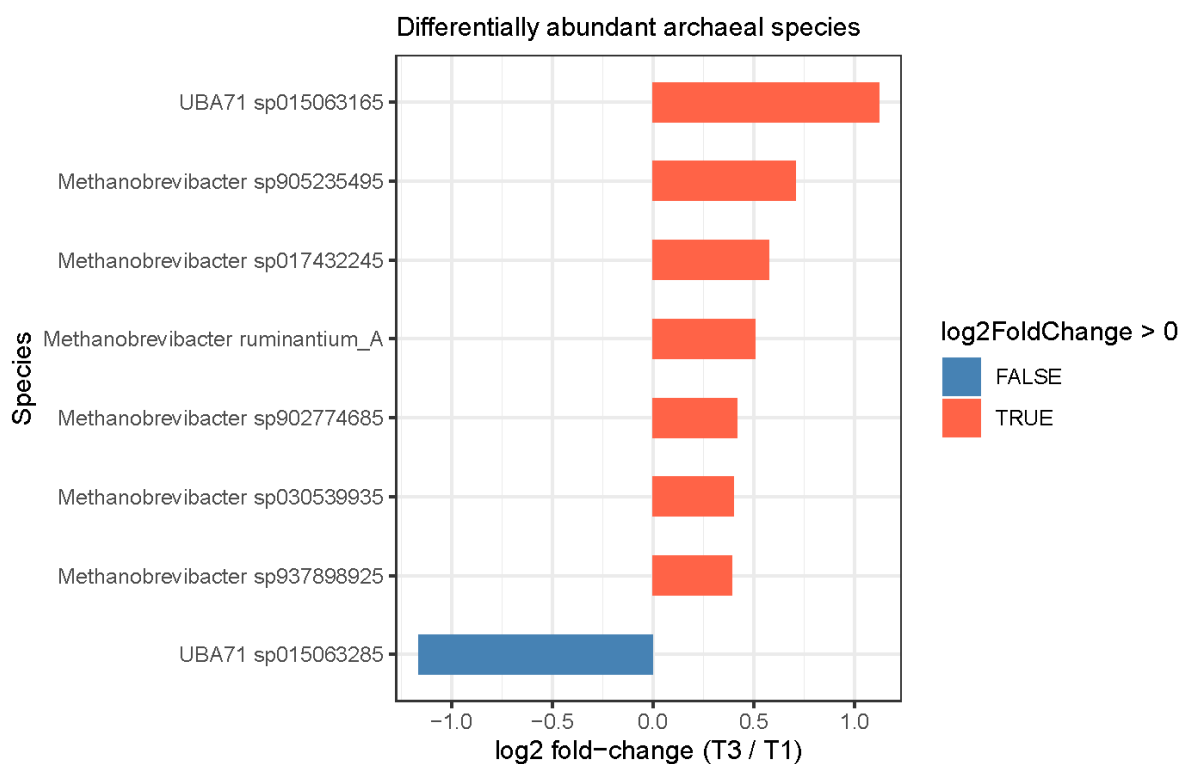 Differentially abundant archaeal species
Species
UBA71 sp015063165
Methanobrevibacter sp905235495
Methanobrevibacter sp017432245
Methanobrevibacter ruminantium_A
Methanobrevibacter sp902774685
Methanobrevibacter sp030539935
Methanobrevibacter sp937898925
UBA71 sp015063285
−1.0 −0.5 0.0 0.5 1.0
log2 fold−change (T3 / T1)
log2FoldChange > 0
FALSE
TRUE